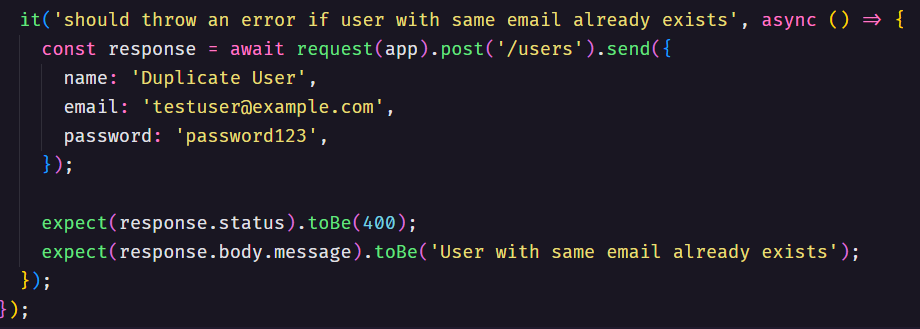 it('should throw an error if user with same email already exists', async () => {
const response = await request(app).post('/users').send({
name: 'Duplicate User',
email: 'testuser@example.com',
password: 'password123',
});
expect(response.status).toBe(400);
expect(response.body.message).toBe('User with same email already exists');
});
});